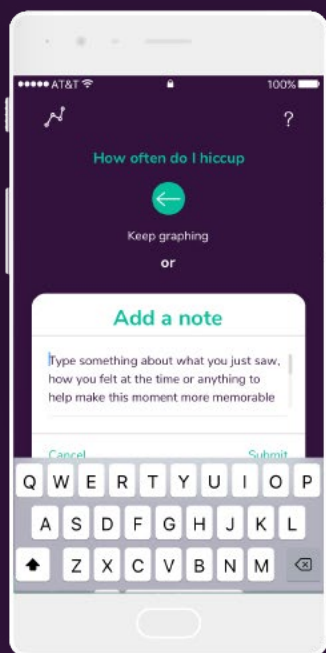 AT&T 100%
?
How often do I hiccup
Keep graphing
or
Add a note
Type something about what you just saw,
how you felt at the time or anything to
help make this moment more memorable
Cancel Submit
Q W E R T Y U I O P
A S D F G H J K L
Z X C V B N M